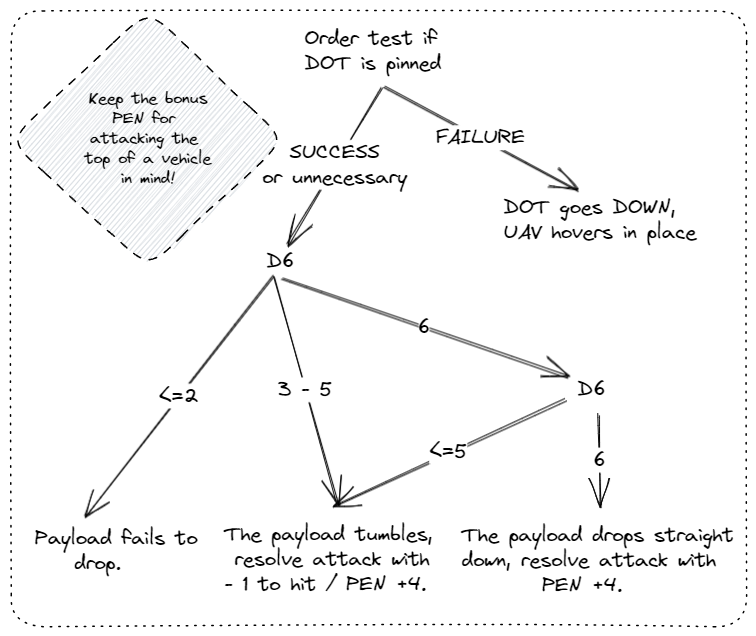 Order test if
DOT is pinned
Keep the bonus
PEN for
attacking the
top of a vehicle
in mind!
SUCCESS
or unnecessary
FAILURE
DOT goes DOWN,
UAV hovers in place
D6
6
<=2
3 - 5
D6
<=5
6
Payload fails to
drop.
The payload tumbles,
resolve attack with
- 1 to hit / PEN +4.
The payload drops straight
down, resolve attack with
PEN +4.